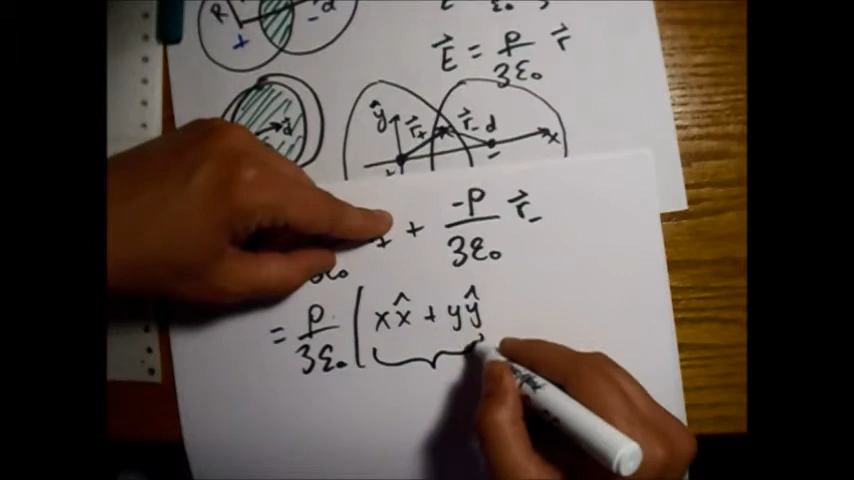 R
+ - d
E⃗ = ρ/3ε₀ r⃗
d⃗
ŷ r⃗₊ r⃗₋ d x
+ -
+ + -ρ/3ε₀ r⃗₋
= ρ/3ε₀ ( x x̂ + y ŷ